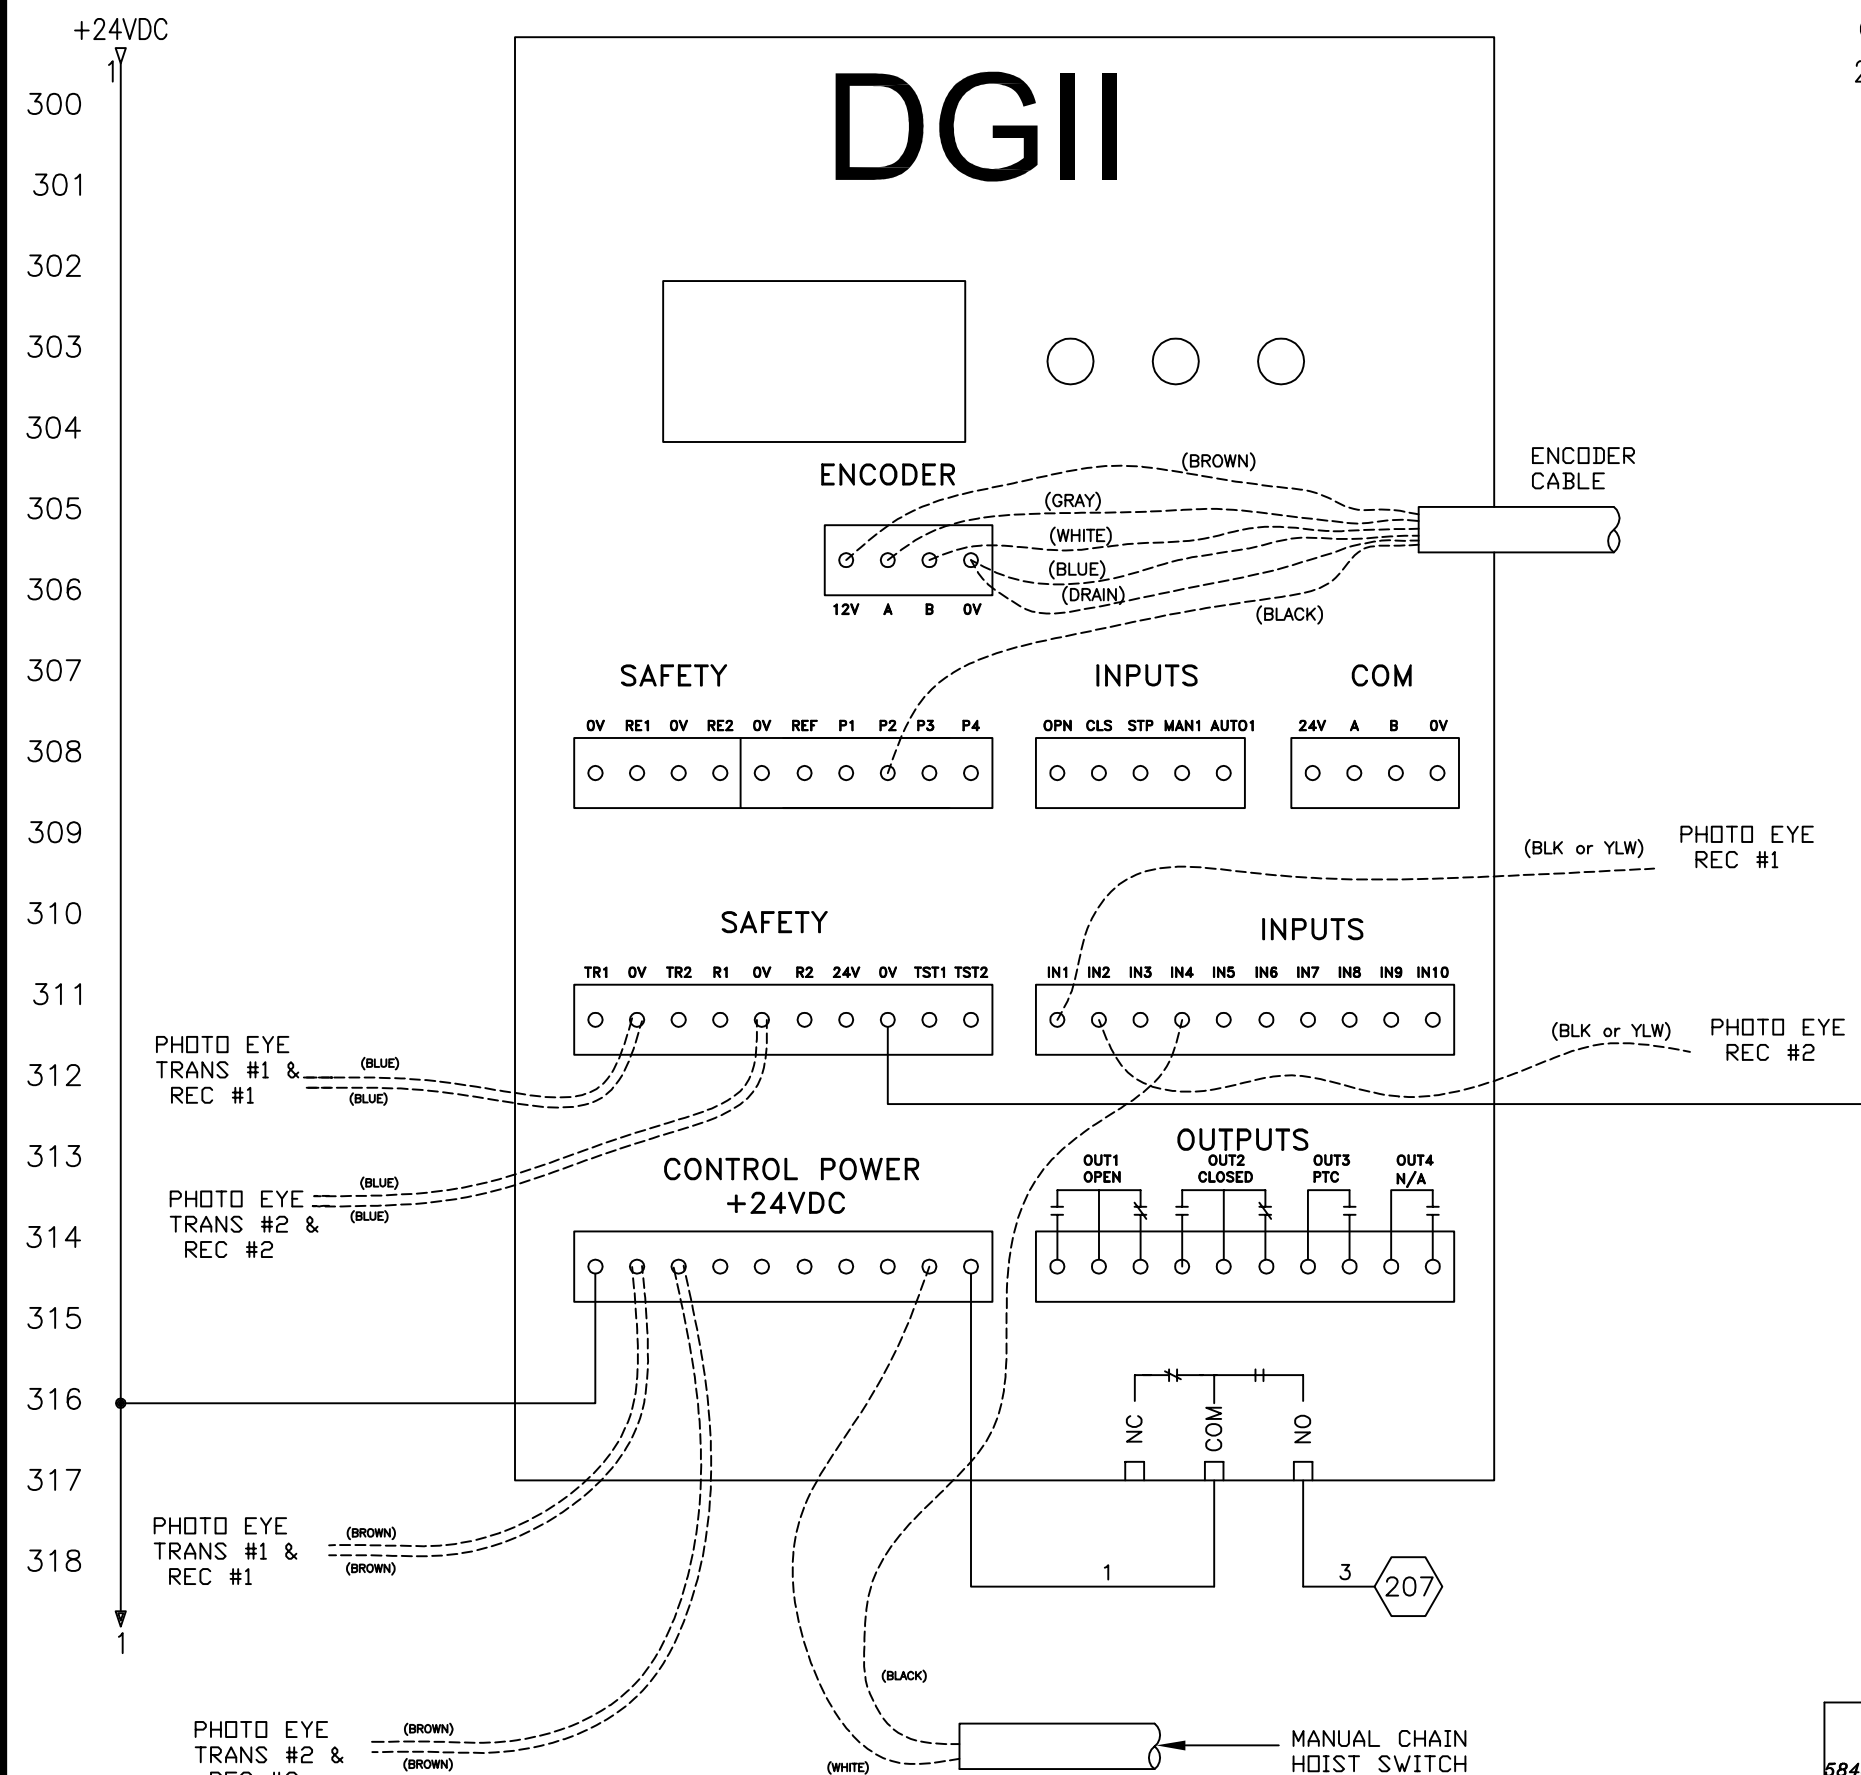 +24VDC
1
300
301
302
303
304
305
306
307
308
309
310
311
312
313
314
315
316
317
318
1
DGII
ENCODER
12V A B 0V
(BROWN)
(GRAY)
(WHITE)
(BLUE)
(DRAIN)
(BLACK)
ENCODER
CABLE
SAFETY
0V RE1 0V RE2 0V REF P1 P2 P3 P4
INPUTS
OPN CLS STP MAN1 AUTO1
COM
24V A B 0V
(BLK or YLW)
PHOTO EYE
REC #1
SAFETY
TR1 0V TR2 R1 0V R2 24V 0V TST1 TST2
INPUTS
IN1 IN2 IN3 IN4 IN5 IN6 IN7 IN8 IN9 IN10
(BLK or YLW)
PHOTO EYE
REC #2
PHOTO EYE
TRANS #1 &
REC #1
(BLUE)
(BLUE)
PHOTO EYE
TRANS #2 &
REC #2
(BLUE)
(BLUE)
CONTROL POWER
+24VDC
OUTPUTS
OUT1 OUT2 OUT3 OUT4
OPEN CLOSED PTC N/A
NC COM NO
PHOTO EYE
TRANS #1 &
REC #1
(BROWN)
(BROWN)
1
3
207
PHOTO EYE
TRANS #2 &
(BROWN)
(BROWN)
(BLACK)
(WHITE)
MANUAL CHAIN
HOIST SWITCH
584